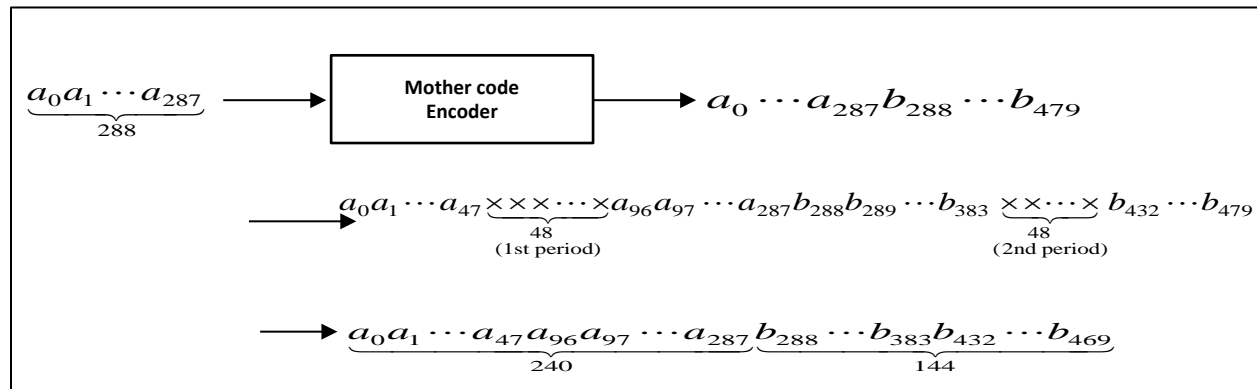 a₀a₁⋯a₂₈₇ Mother code Encoder a₀⋯a₂₈₇b₂₈₈⋯b₄₇₉
288
a₀a₁⋯a₄₇×××⋯×a₉₆a₉₇⋯a₂₈₇b₂₈₈b₂₈₉⋯b₃₈₃ ××⋯× b₄₃₂⋯b₄₇₉
48 48
(1st period) (2nd period)
a₀a₁⋯a₄₇a₉₆a₉₇⋯a₂₈₇b₂₈₈⋯b₃₈₃b₄₃₂⋯b₄₆₉
240 144